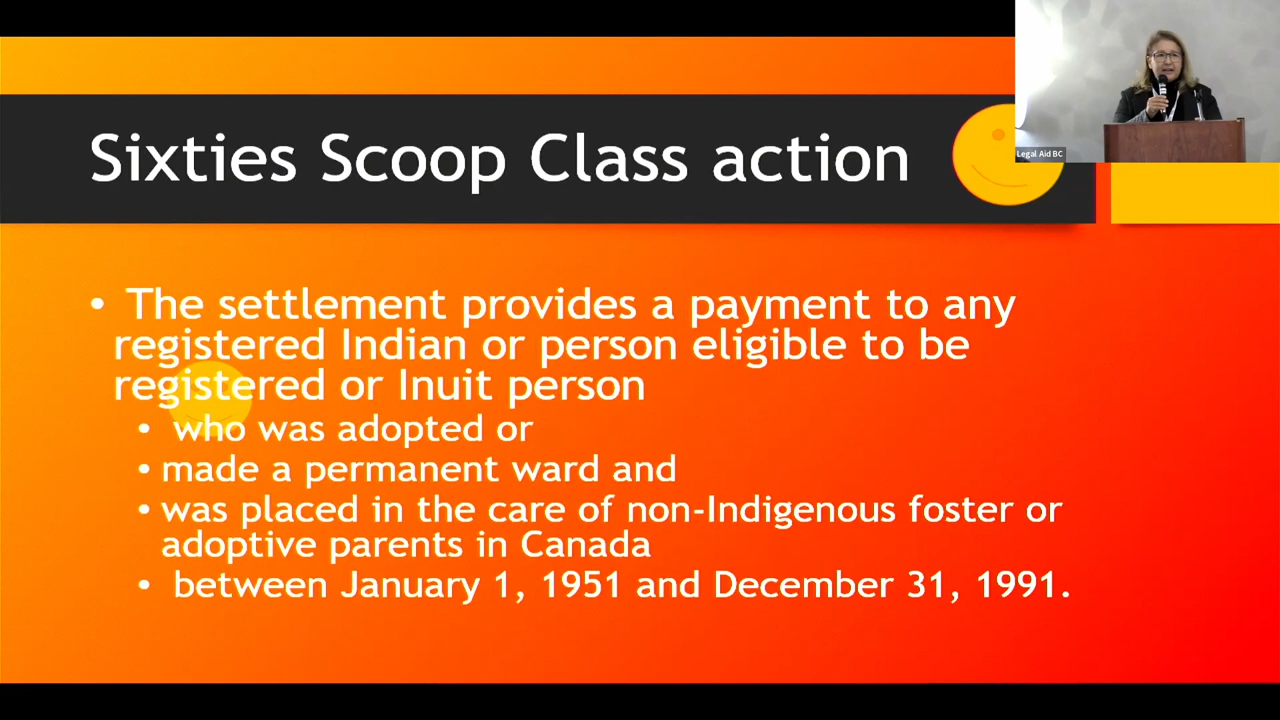 Sixties Scoop Class action
Legal Aid BC
• The settlement provides a payment to any
registered Indian or person eligible to be
registered or Inuit person
• who was adopted or
• made a permanent ward and
• was placed in the care of non-Indigenous foster or
adoptive parents in Canada
• between January 1, 1951 and December 31, 1991.